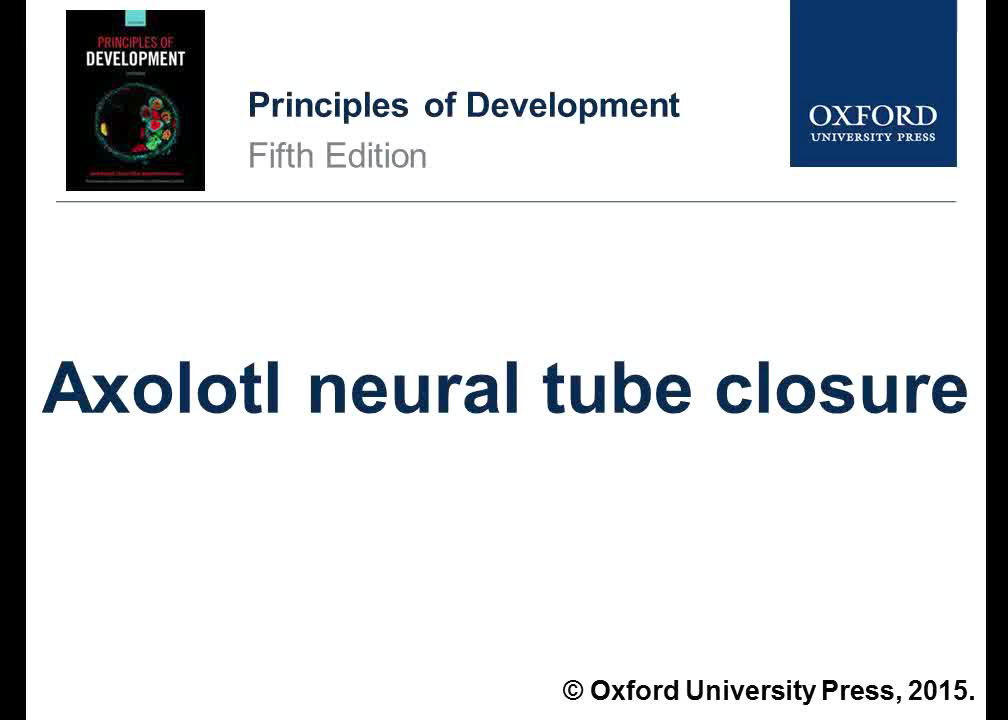 PRINCIPLES OF
DEVELOPMENT
Principles of Development
Fifth Edition
OXFORD
UNIVERSITY PRESS
Axolotl neural tube closure
© Oxford University Press, 2015.